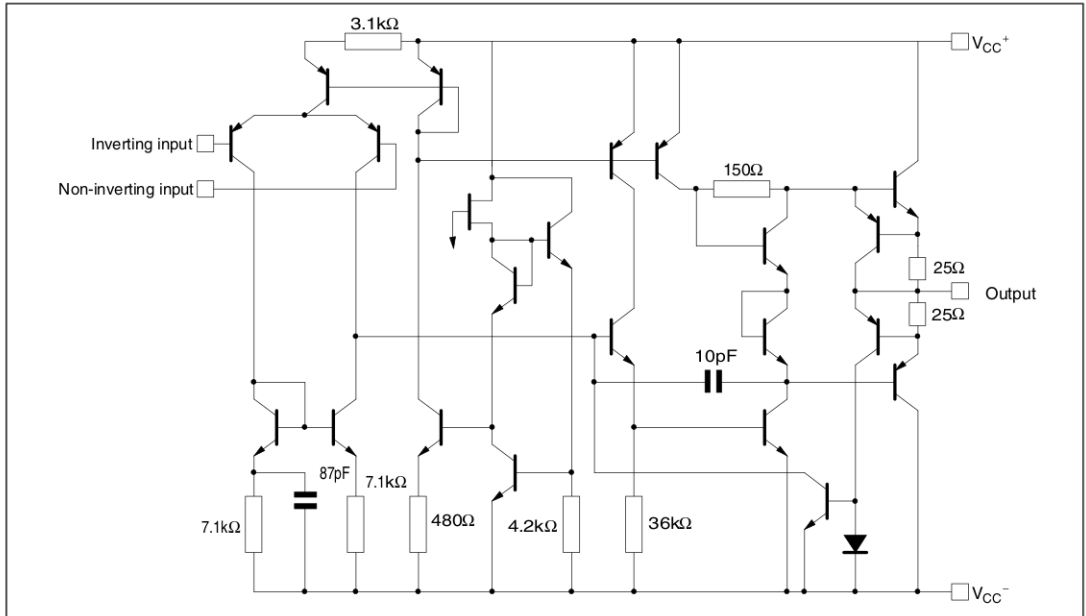 3.1kΩ
VCC+
Inverting input
150Ω
Non-inverting input
25Ω
Output
25Ω
10pF
87pF
7.1kΩ
7.1kΩ
480Ω
4.2kΩ
36kΩ
VCC−